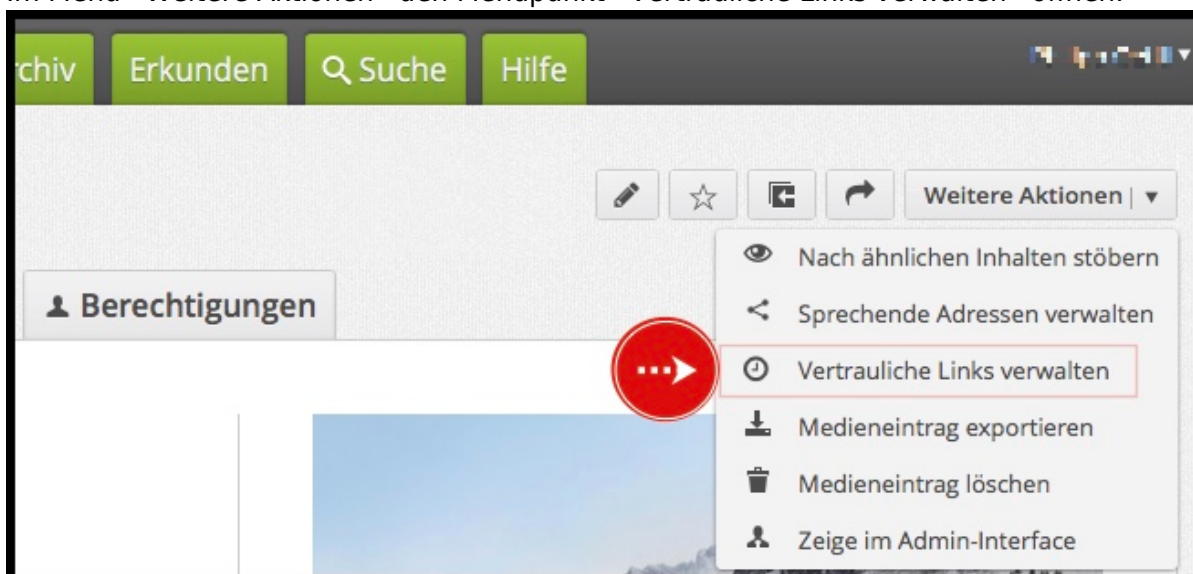 im Menü "Weitere Aktionen" den Menüpunkt "Vertrauliche Links verwalten" öffnen:
rchiv Erkunden Suche Hilfe
Weitere Aktionen
Nach ähnlichen Inhalten stöbern
Sprechende Adressen verwalten
Berechtigungen
Vertrauliche Links verwalten
Medieneintrag exportieren
Medieneintrag löschen
Zeige im Admin-Interface